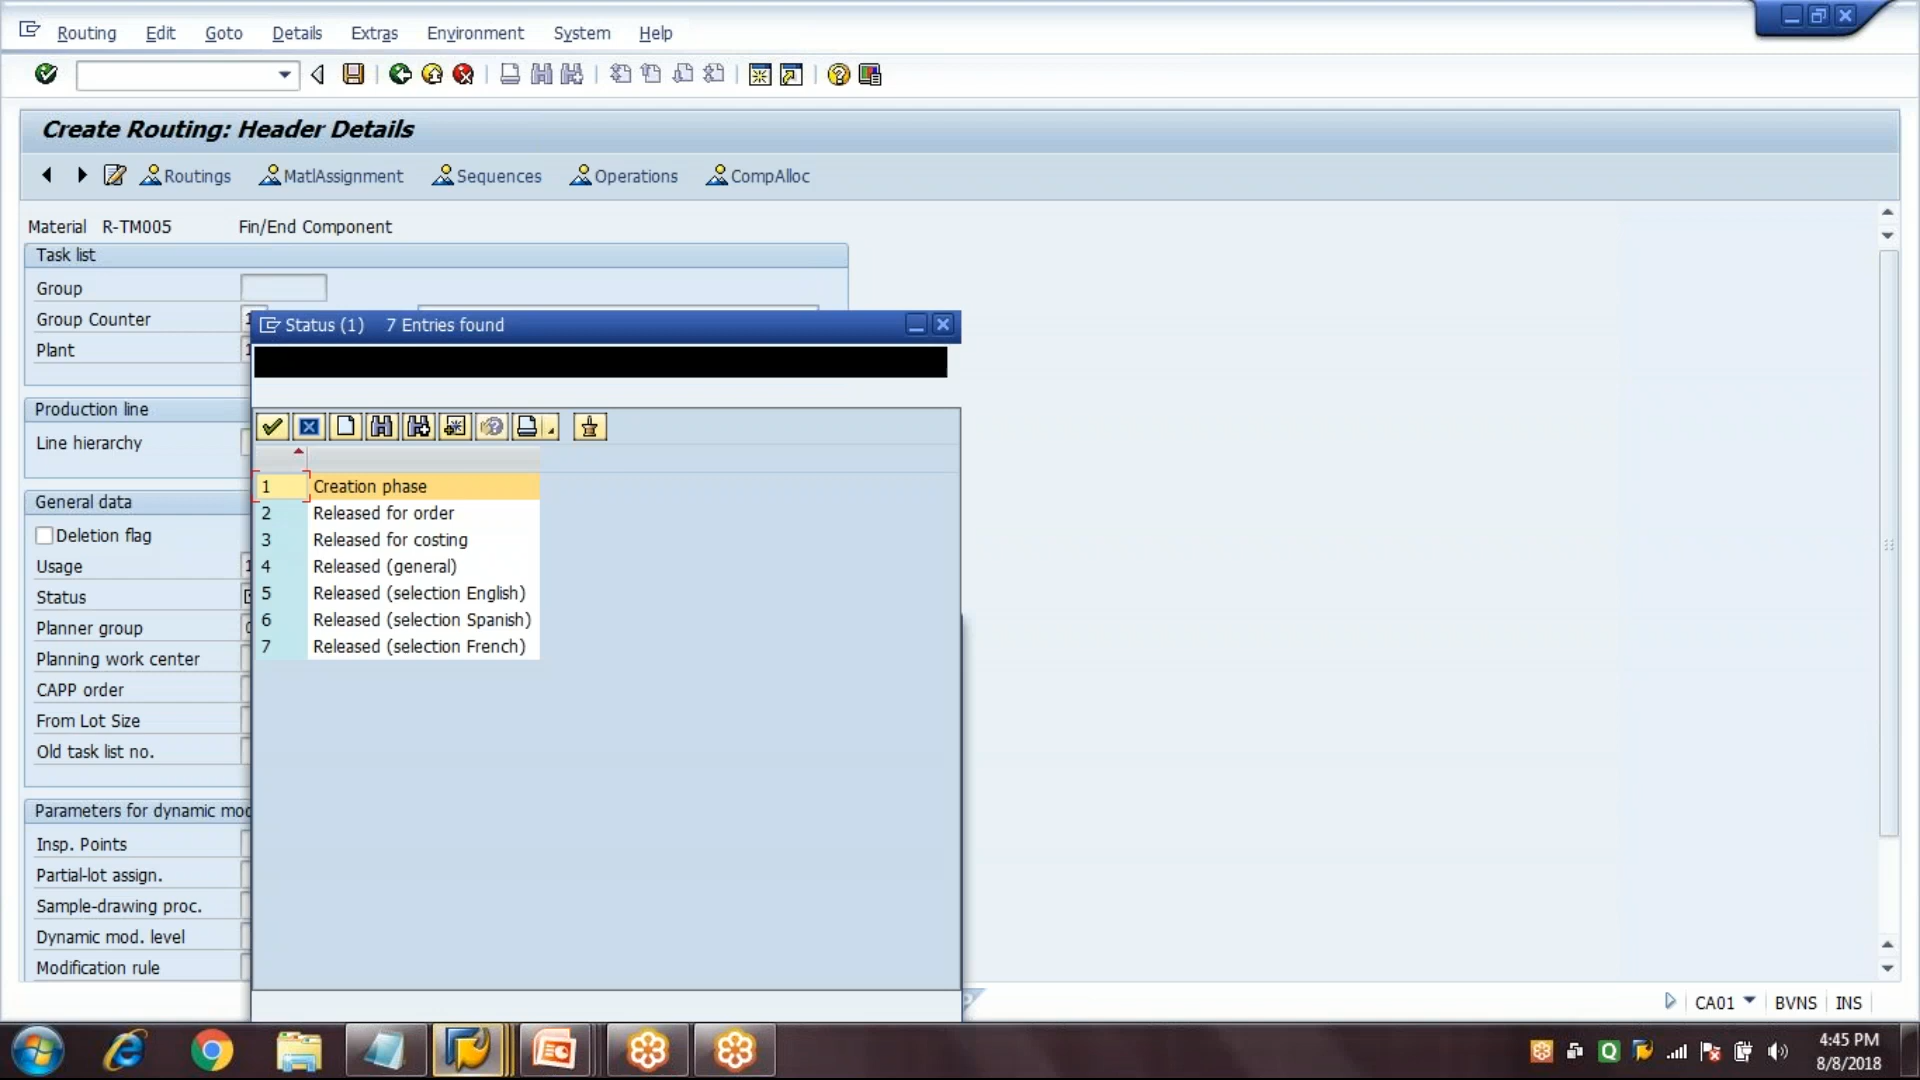 Routing Edit Goto Details Extras Environment System Help
Create Routing: Header Details
Routings MatlAssignment Sequences Operations CompAlloc
Material R-TM005 Fin/End Component
Task list
Group
Group Counter
Plant
Status (1) 7 Entries found
Production line
Line hierarchy
General data
Deletion flag
Usage
Status
Planner group
Planning work center
CAPP order
From Lot Size
Old task list no.
1 Creation phase
2 Released for order
3 Released for costing
4 Released (general)
5 Released (selection English)
6 Released (selection Spanish)
7 Released (selection French)
Parameters for dynamic mod
Insp. Points
Partial-lot assign.
Sample-drawing proc.
Dynamic mod. level
Modification rule
CA01 BVNS INS
4:45 PM
8/8/2018